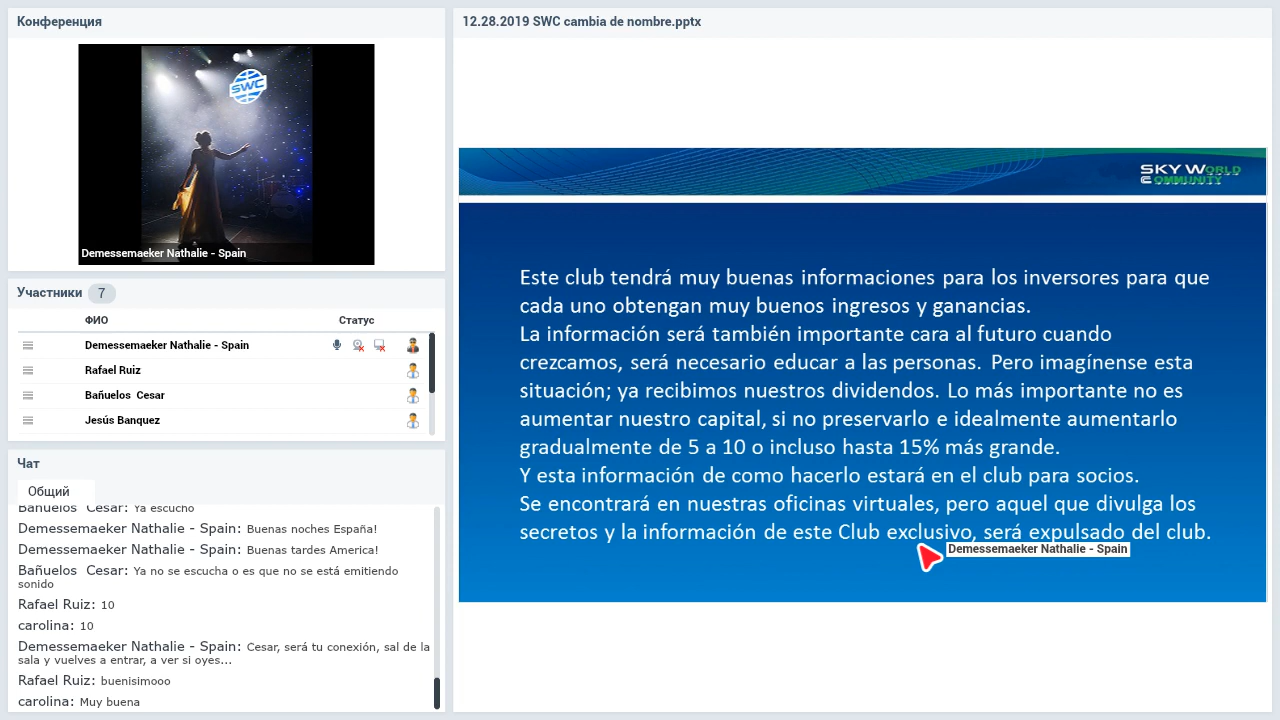 Конференция
SWC
Demessemaeker Nathalie - Spain
Участники 7
ФИО Статус
Demessemaeker Nathalie - Spain
Rafael Ruiz
Bañuelos Cesar
Jesús Banquez
Чат
Общий
Bañuelos Cesar: Ya escucho
Demessemaeker Nathalie - Spain: Buenas noches España!
Demessemaeker Nathalie - Spain: Buenas tardes America!
Bañuelos Cesar: Ya no se escucho o es que no se está emitiendo
sonido
Rafael Ruiz: 10
carolina: 10
Demessemaeker Nathalie - Spain: Cesar, será tu conexión, sal de la
sala y vuelves a entrar, a ver si oyes...
Rafael Ruiz: buenisimooo
carolina: Muy buena
12.28.2019 SWC cambia de nombre.pptx
SKY WORLD
COMMUNITY
Este club tendrá muy buenas informaciones para los inversores para que
cada uno obtengan muy buenos ingresos y ganancias.
La información será también importante cara al futuro cuando
crezcamos, será necesario educar a las personas. Pero imagínense esta
situación; ya recibimos nuestros dividendos. Lo más importante no es
aumentar nuestro capital, si no preservarlo e idealmente aumentarlo
gradualmente de 5 a 10 o incluso hasta 15% más grande.
Y esta información de como hacerlo estará en el club para socios.
Se encontrará en nuestras oficinas virtuales, pero aquel que divulga los
secretos y la información de este Club exclusivo, será expulsado del club.
Demessemaeker Nathalie - Spain